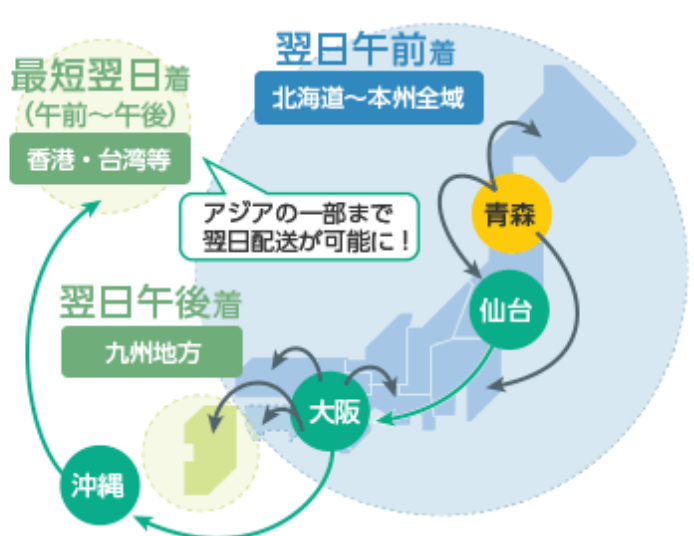 翌日午前着
北海道～本州全域
最短翌日着
（午前～午後）
香港・台湾等
アジアの一部まで
翌日配送が可能に！
青森
仙台
翌日午後着
九州地方
大阪
沖縄